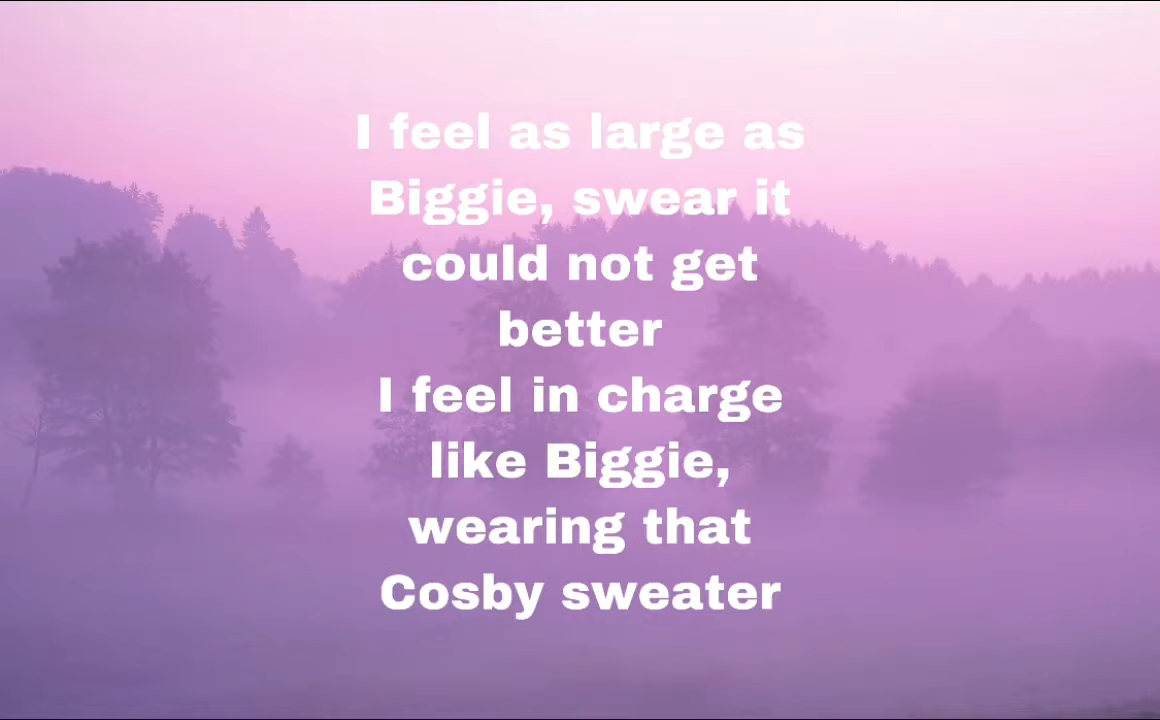 I feel as large as
Biggie, swear it
could not get
better
I feel in charge
like Biggie,
wearing that
Cosby sweater